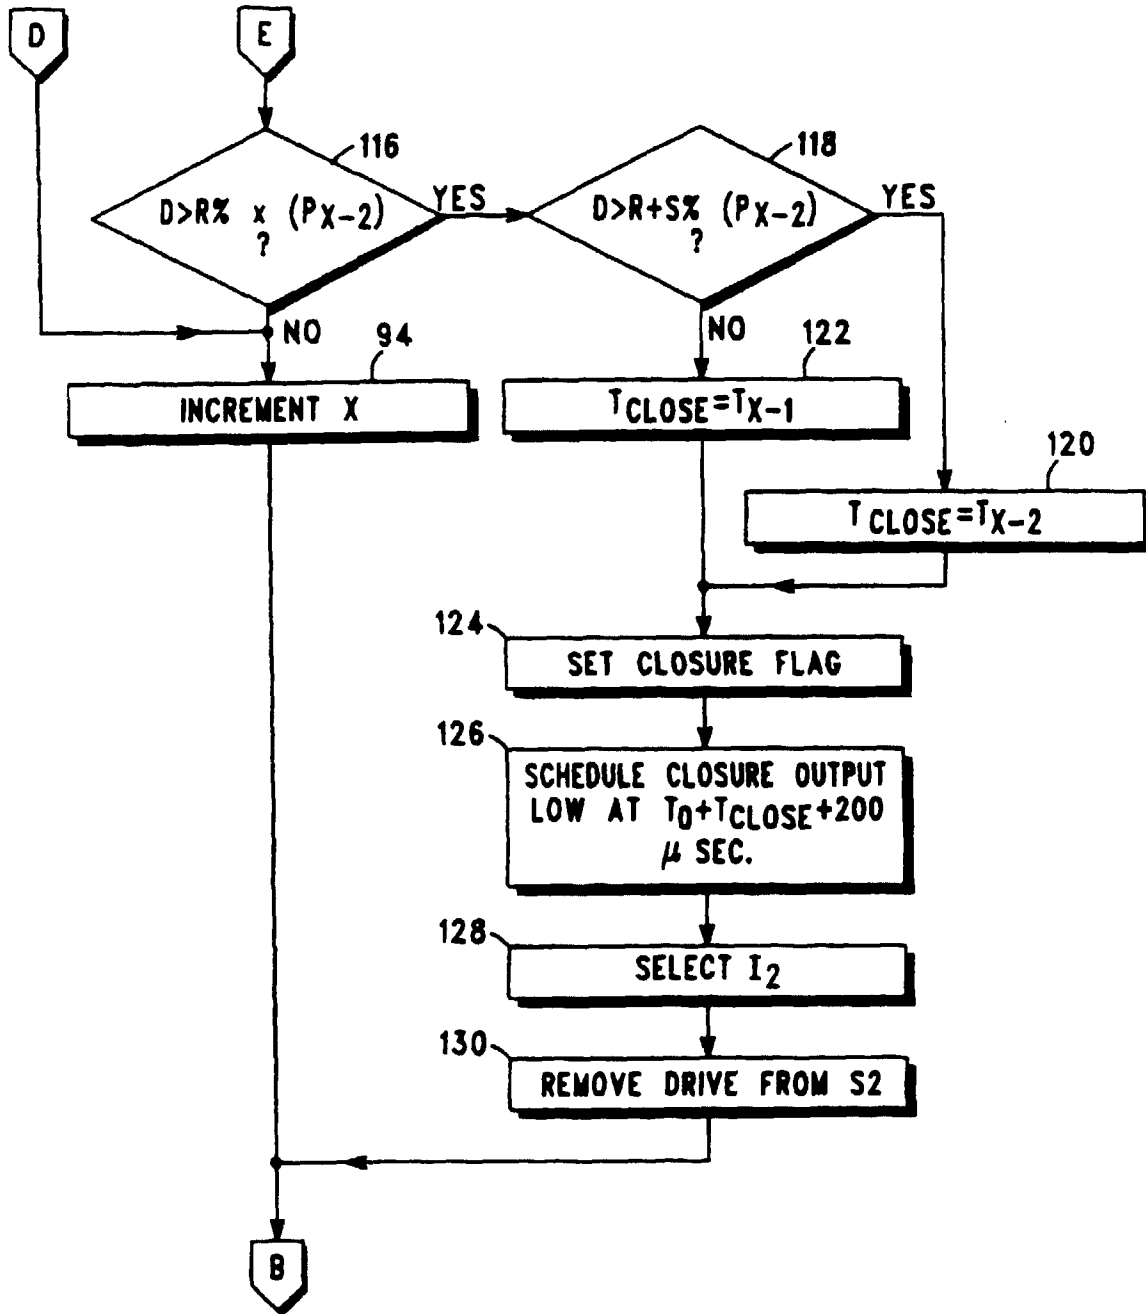 D
E
116
118
D>R% x (PX-2)
?
YES
D>R+S% (PX-2)
?
YES
NO
NO
94
122
INCREMENT X
TCLOSE=TX-1
120
TCLOSE=TX-2
124
SET CLOSURE FLAG
126
SCHEDULE CLOSURE OUTPUT
LOW AT T0+TCLOSE+200
μ SEC.
128
SELECT I2
130
REMOVE DRIVE FROM S2
B